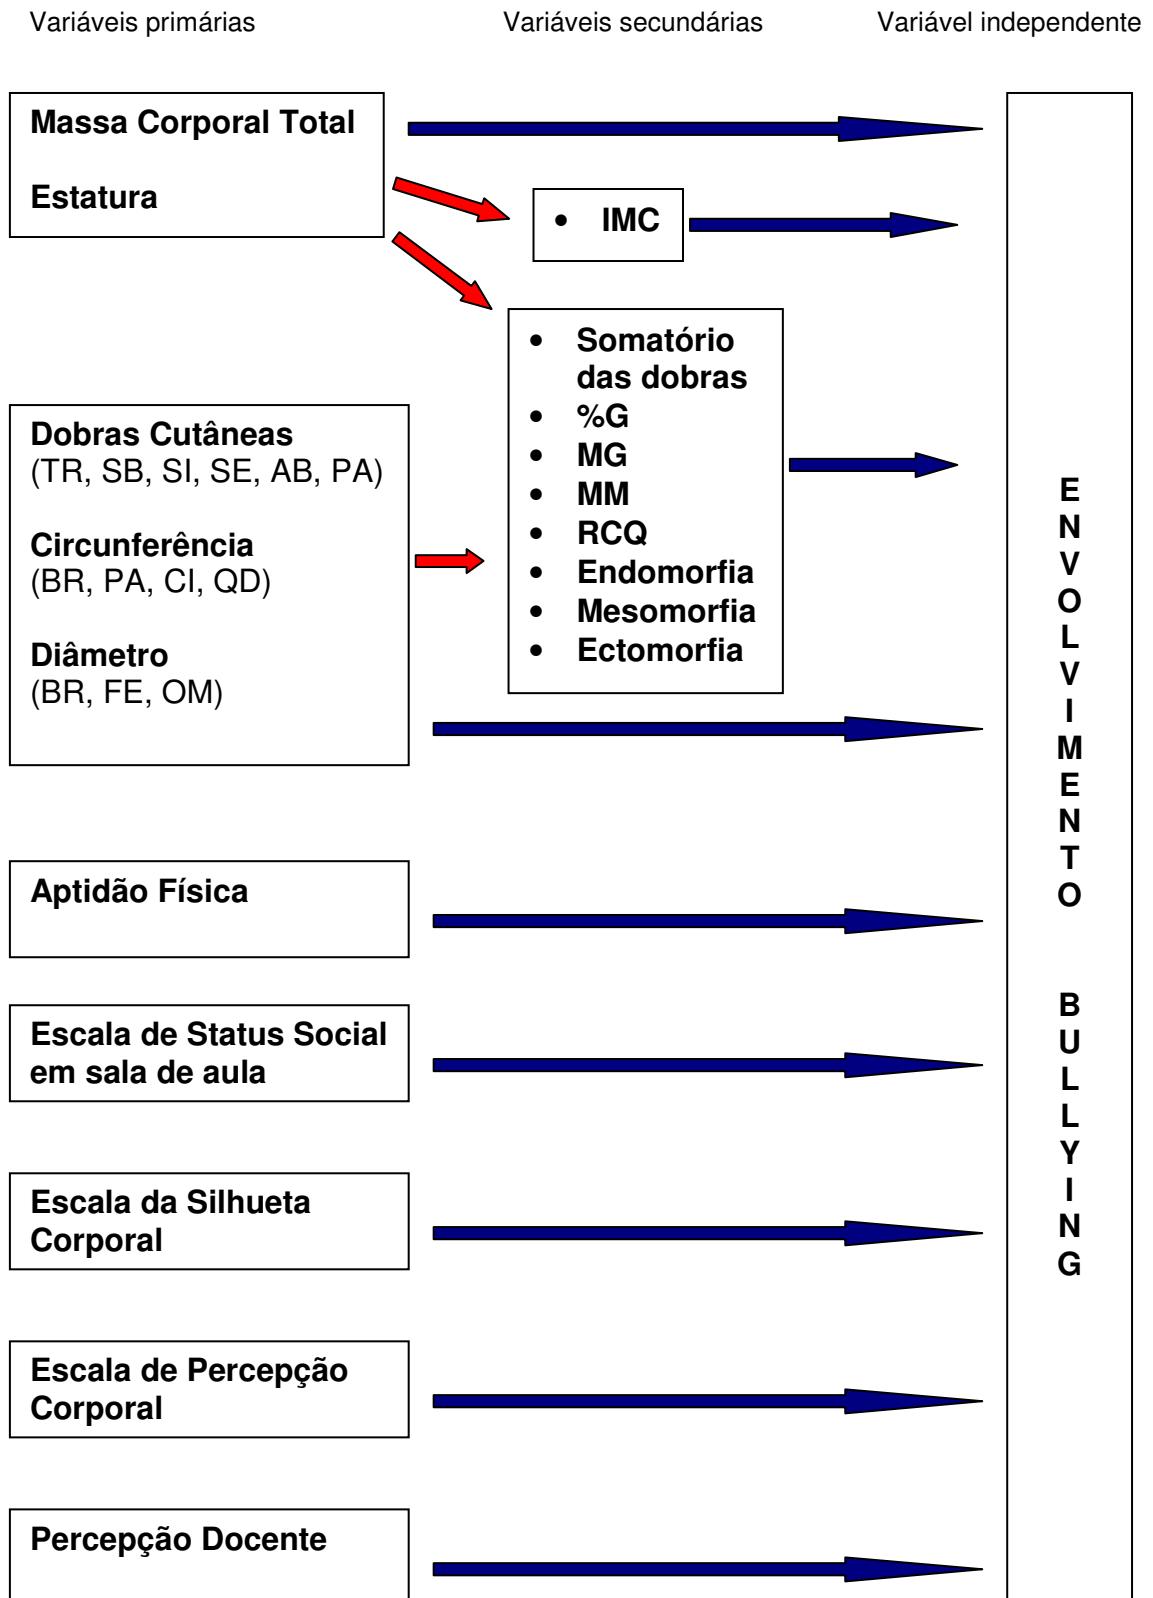 Variáveis primárias
Variáveis secundárias
Variável independente
Massa Corporal Total
Estatura
• IMC
• Somatório
das dobras
• %G
• MG
• MM
• RCQ
• Endomorfia
• Mesomorfia
• Ectomorfia
Dobras Cutâneas
(TR, SB, SI, SE, AB, PA)
Circunferência
(BR, PA, CI, QD)
Diâmetro
(BR, FE, OM)
Aptidão Física
Escala de Status Social
em sala de aula
Escala da Silhueta
Corporal
Escala de Percepção
Corporal
Percepção Docente
ENVOLVIMENTO
BULLYING